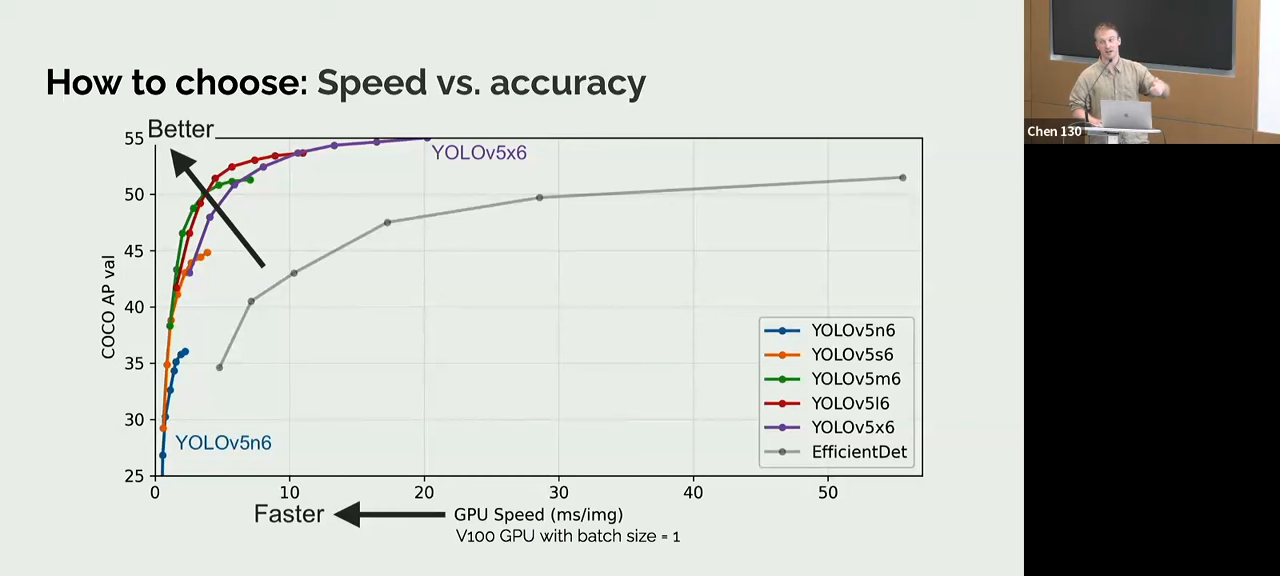 How to choose: Speed vs. accuracy
Better
55
50
45
40
35
30
25
COCO AP val
YOLOv5x6
YOLOv5n6
YOLOv5n6
YOLOv5s6
YOLOv5m6
YOLOv5l6
YOLOv5x6
EfficientDet
0 10 20 30 40 50
Faster
GPU Speed (ms/img)
V100 GPU with batch size = 1
Chen 130